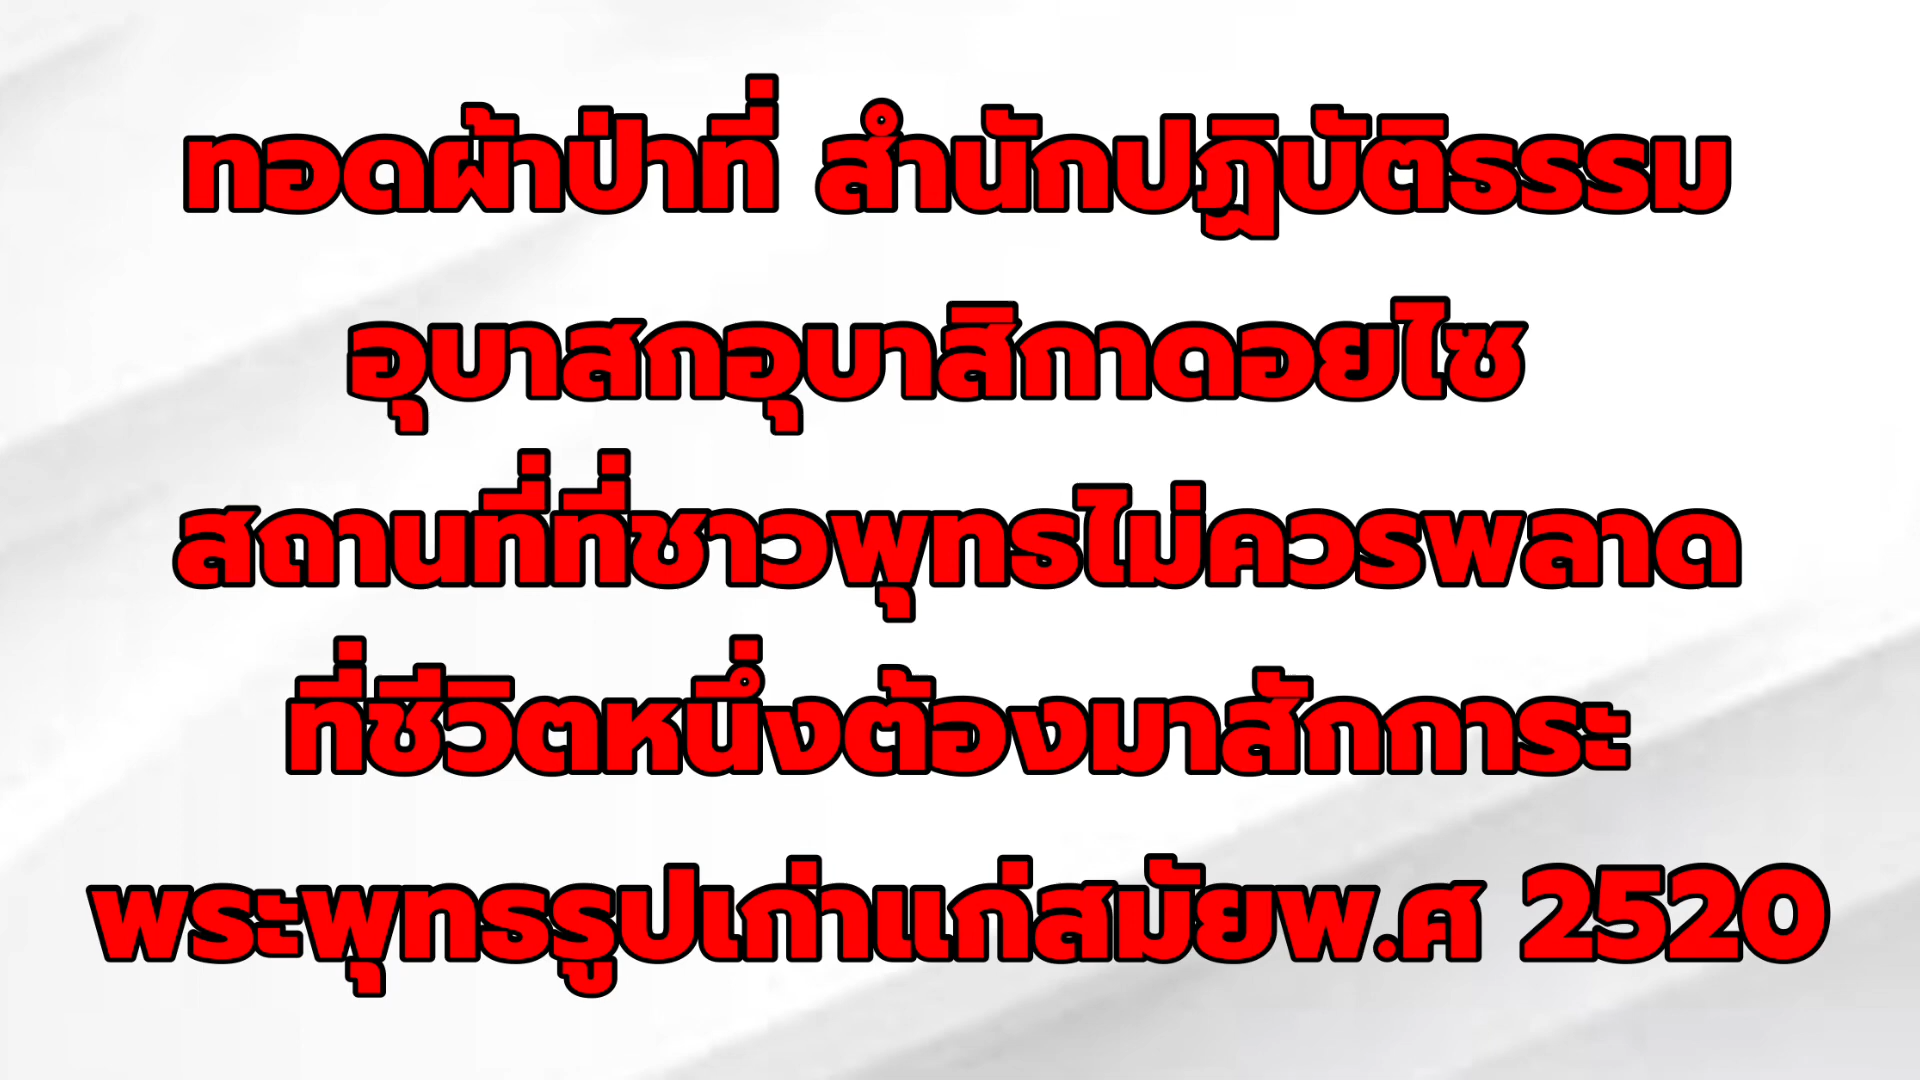 ทอดผ้าป่าที่ สำนักปฏิบัติธรรม
อุบาสกอุบาสิกาดอยไซ
สถานที่ที่ชาวพุทธไม่ควรพลาด
ที่ชีวิตหนึ่งต้องมาสักการะ
พระพุทธรูปเก่าแก่สมัยพ.ศ 2520